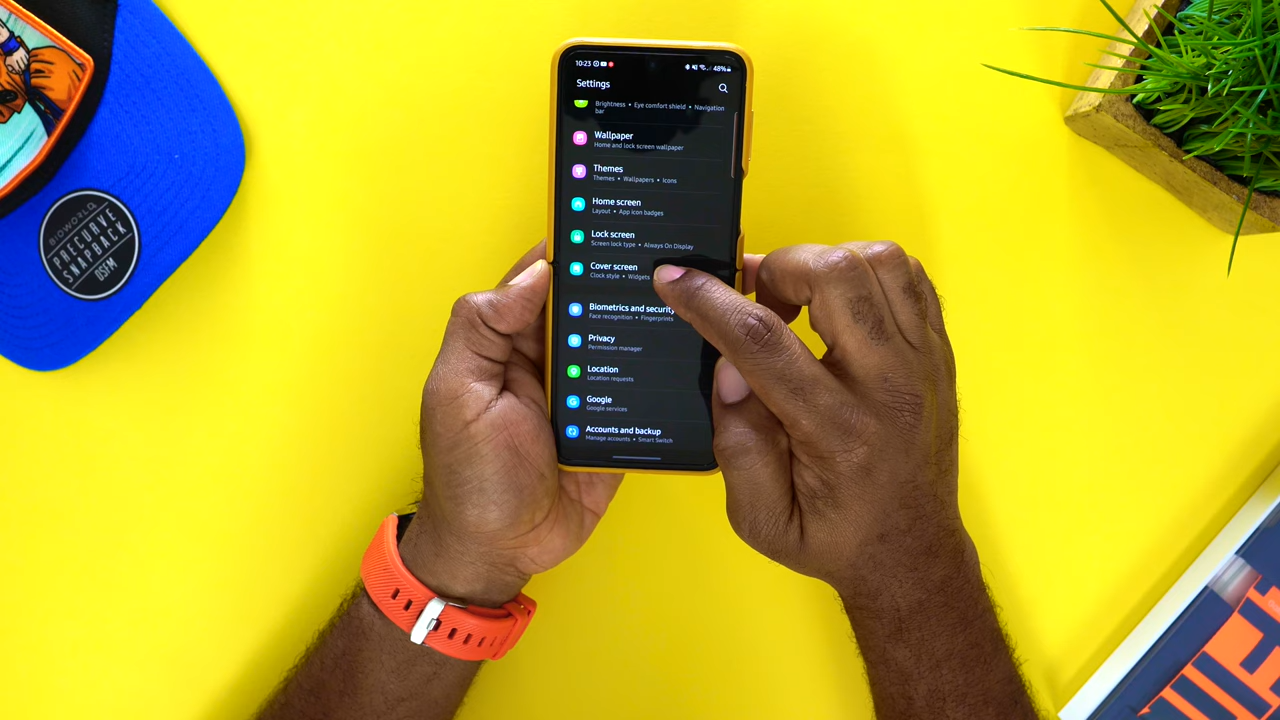 10:23
48%
Settings
Brightness • Eye comfort shield • Navigation
bar
Wallpaper
Home and lock screen wallpaper
Themes
Themes • Wallpapers • Icons
Home screen
Layout • App icon badges
Lock screen
Screen lock type • Always On Display
Cover screen
Clock style • Widgets
Biometrics and security
Face recognition • Fingerprints
Privacy
Permission manager
Location
Location requests
Google
Google services
Accounts and backup
Manage accounts • Smart Switch
BIOWORLD
PRECURVE
SNAPBACK
OSFM